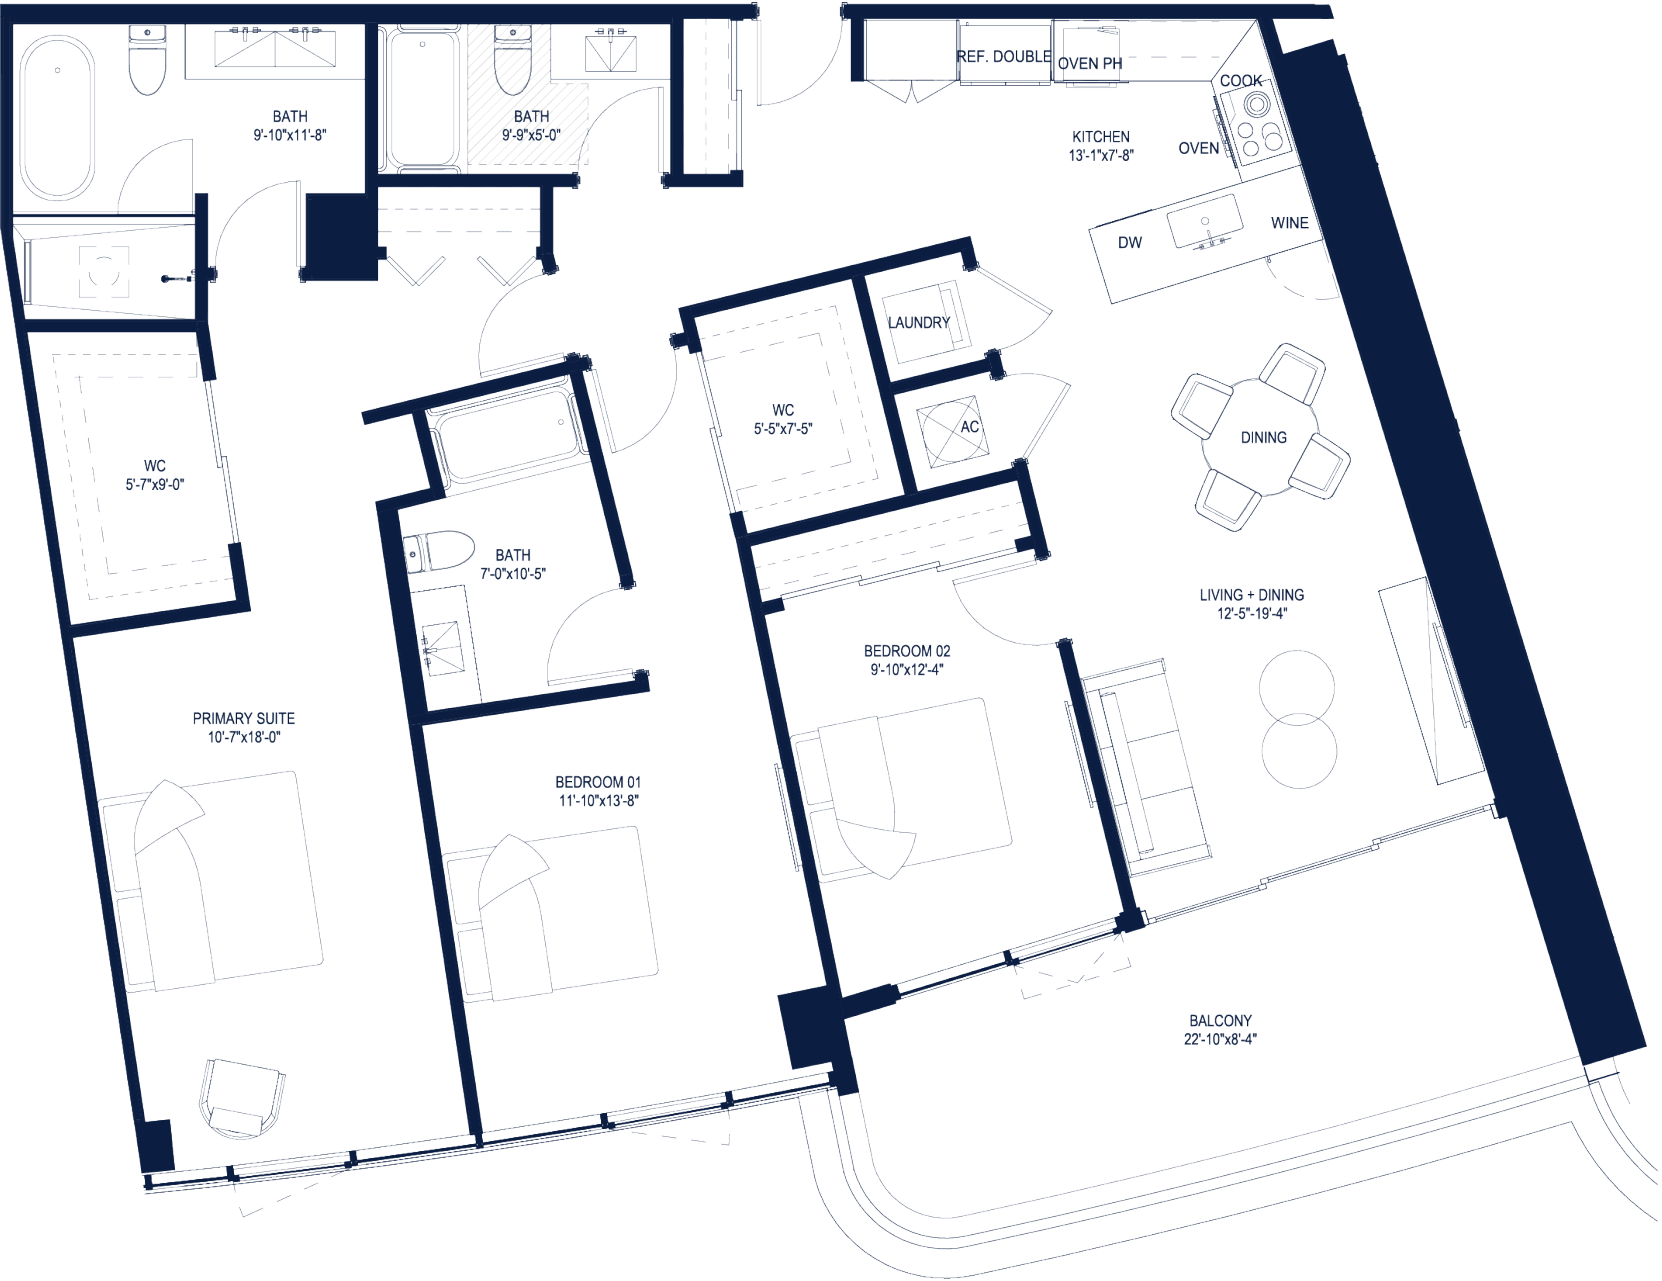 BATH
9'-10"x11'-8"
BATH
9'-9"x5'-0"
REF. DOUBLE
OVEN PH
COOK
OVEN
KITCHEN
13'-1"x7'-8"
DW
WINE
LAUNDRY
AC
WC
5'-5"x7'-5"
DINING
WC
5'-7"x9'-0"
BATH
7'-0"x10'-5"
LIVING + DINING
12'-5"-19'-4"
BEDROOM 02
9'-10"x12'-4"
PRIMARY SUITE
10'-7"x18'-0"
BEDROOM 01
11'-10"x13'-8"
BALCONY
22'-10"x8'-4"